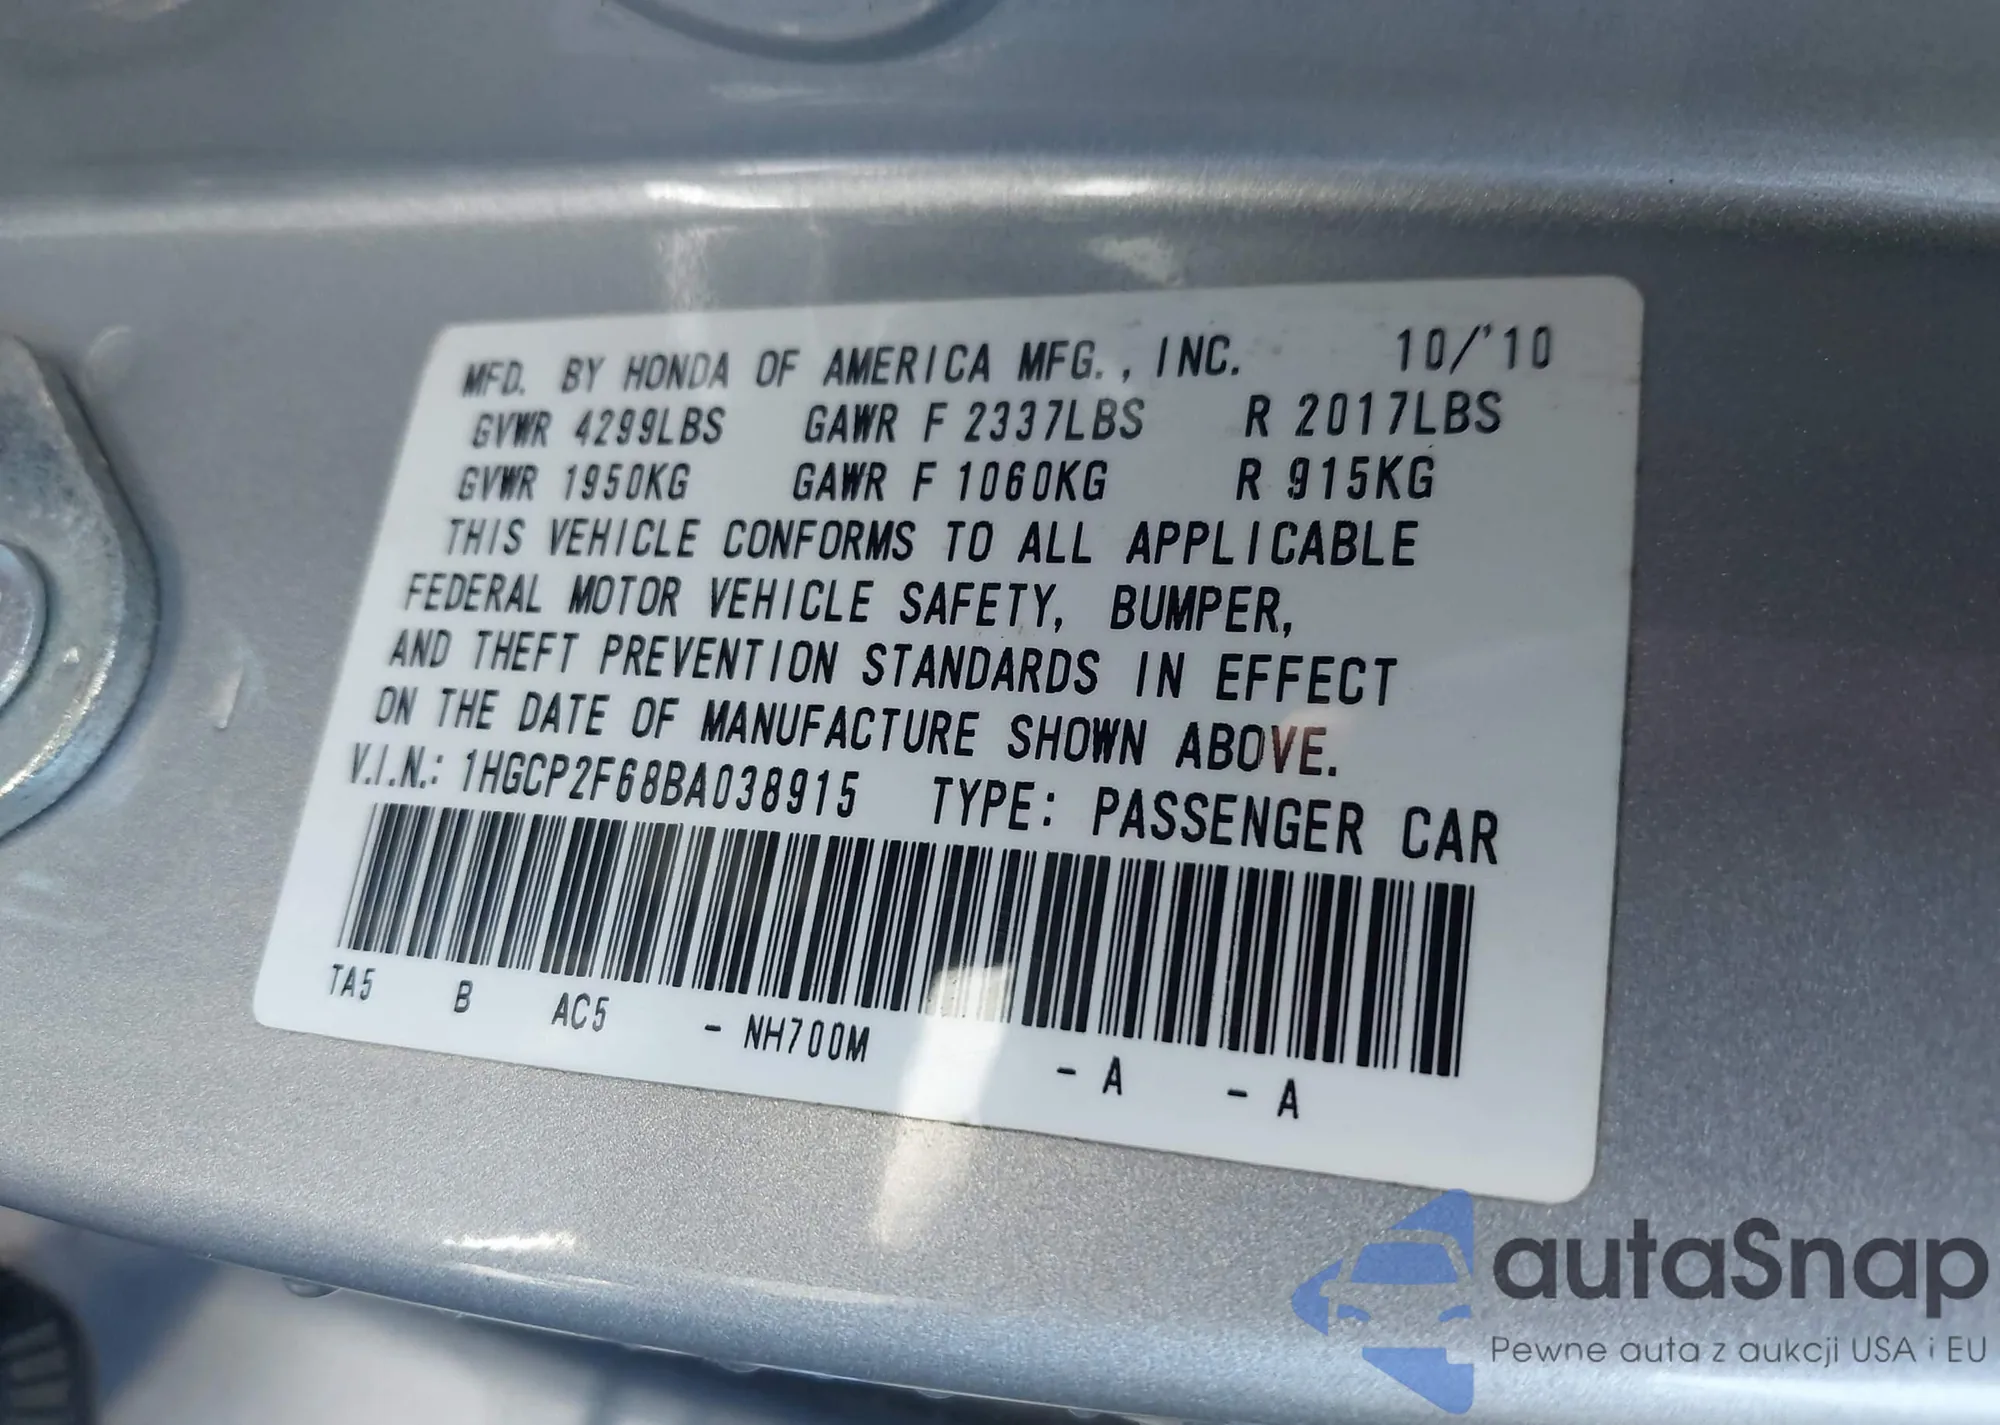 MFD. BY HONDA OF AMERICA MFG., INC. 10/'10
GVWR 4299LBS GAWR F 2337LBS R 2017LBS
GVWR 1950KG GAWR F 1060KG R 915KG
THIS VEHICLE CONFORMS TO ALL APPLICABLE
FEDERAL MOTOR VEHICLE SAFETY, BUMPER,
AND THEFT PREVENTION STANDARDS IN EFFECT
ON THE DATE OF MANUFACTURE SHOWN ABOVE.
V.I.N.: 1HGCP2F68BA038915 TYPE: PASSENGER CAR
TA5 B AC5 - NH700M - A - A
autaSnap
Pewne auta z aukcji USA i EU